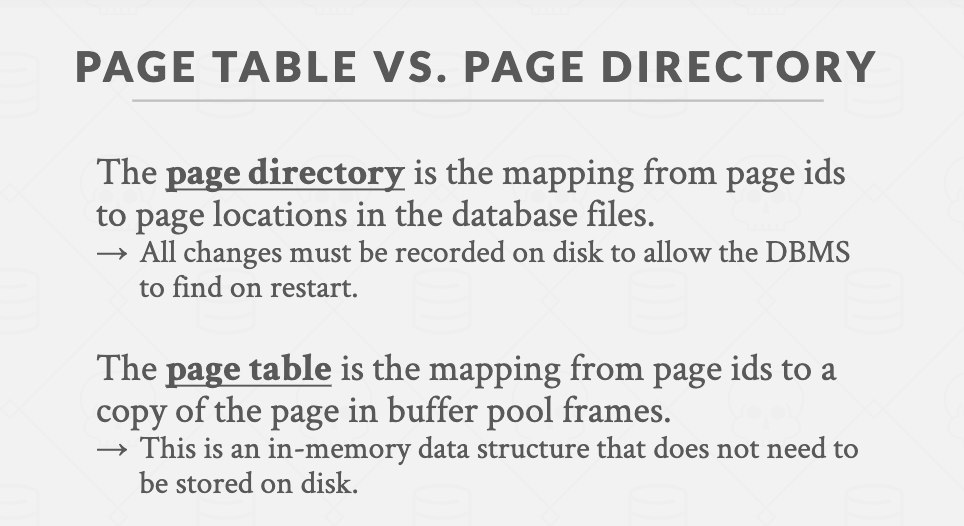 PAGE TABLE VS. PAGE DIRECTORY
The page directory is the mapping from page ids
to page locations in the database files.
→ All changes must be recorded on disk to allow the DBMS
to find on restart.
The page table is the mapping from page ids to a
copy of the page in buffer pool frames.
→ This is an in-memory data structure that does not need to
be stored on disk.